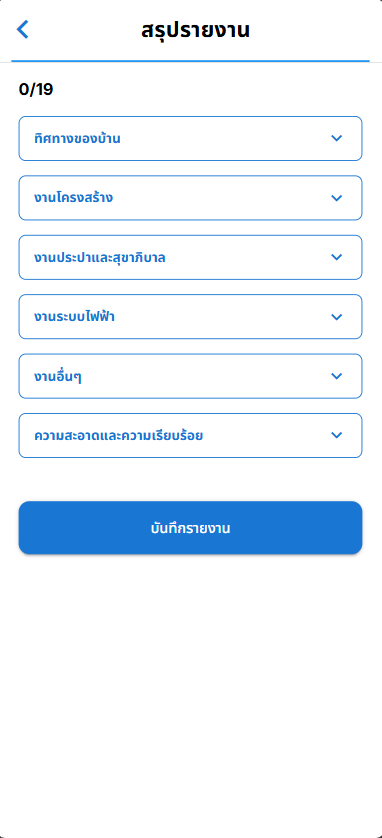 สรุปรายงาน
0/19
ทิศทางของบ้าน
งานโครงสร้าง
งานประปาและสุขาภิบาล
งานระบบไฟฟ้า
งานอื่นๆ
ความสะอาดและความเรียบร้อย
บันทึกรายงาน